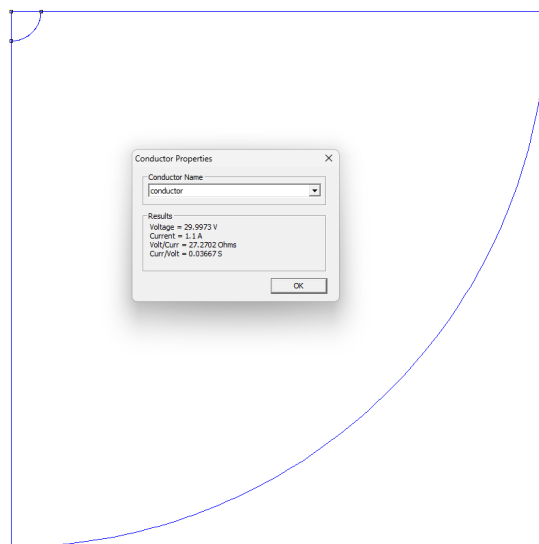 Conductor Properties
Conductor Name
conductor
Results
Voltage = 29.9973 V
Current = 1.1 A
Volt/Curr = 27.2702 Ohms
Curr/Volt = 0.03667 S
OK